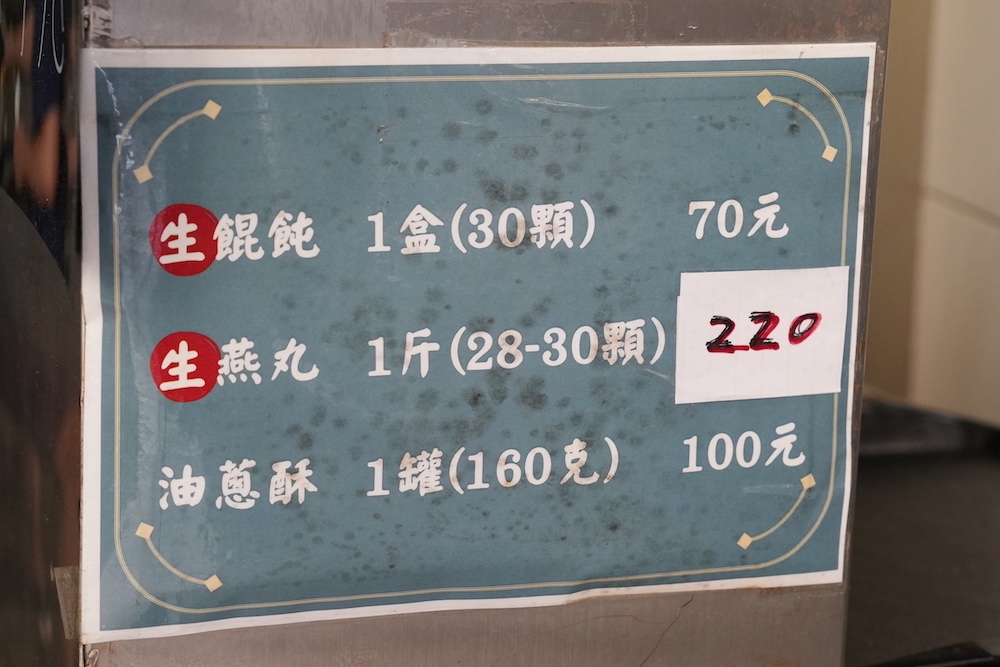 生餛飩 1盒(30顆) 70元
生燕丸 1斤(28-30顆) 220
油蔥酥 1罐(160克) 100元